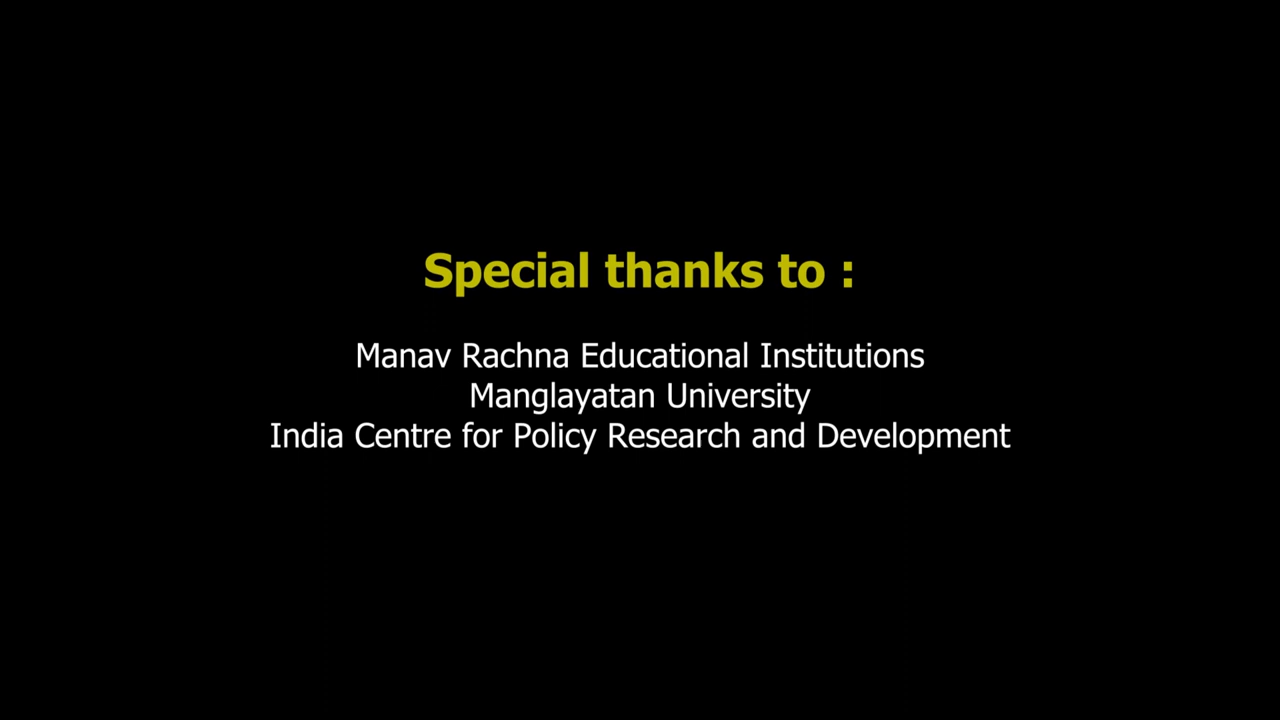 Special thanks to :
Manav Rachna Educational Institutions
Manglayatan University
India Centre for Policy Research and Development